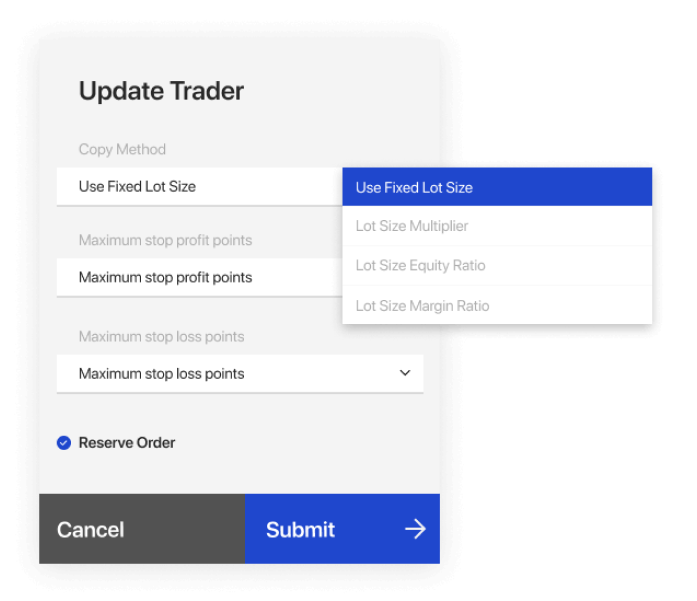 Update Trader
Copy Method
Use Fixed Lot Size
Use Fixed Lot Size
Lot Size Multiplier
Lot Size Equity Ratio
Lot Size Margin Ratio
Maximum stop profit points
Maximum stop profit points
Maximum stop loss points
Maximum stop loss points
Reserve Order
Cancel
Submit